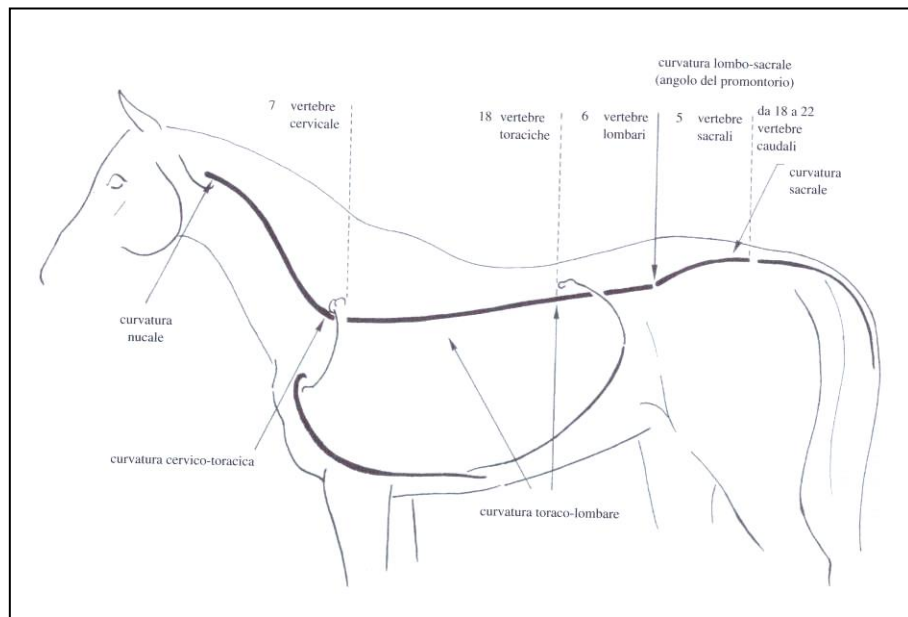 curvatura lombo-sacrale
(angolo del promontorio)
7 vertebre
cervicale
18 vertebre
toraciche
6 vertebre
lombari
5 vertebre
sacrali
da 18 a 22
vertebre
caudali
curvatura
sacrale
curvatura
nucale
curvatura cervico-toracica
curvatura toraco-lombare